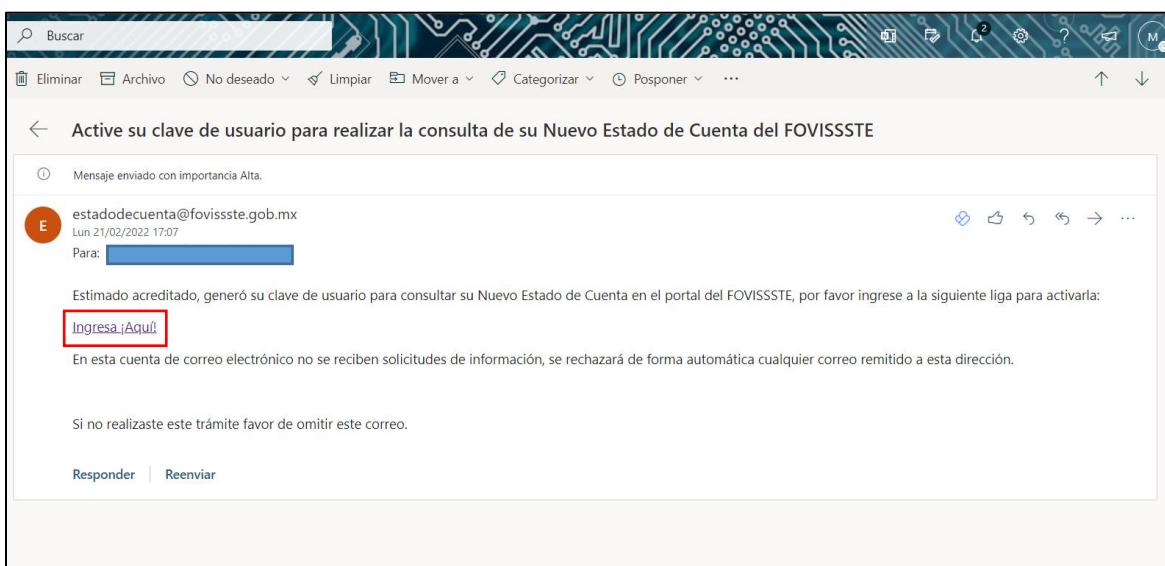 Buscar
2
M
Eliminar Archivo No deseado Limpiar Mover a Categorizar Posponer ...
Active su clave de usuario para realizar la consulta de su Nuevo Estado de Cuenta del FOVISSSTE
Mensaje enviado con importancia Alta.
E
estadodecuenta@fovissste.gob.mx
Lun 21/02/2022 17:07
Para:
Estimado acreditado, generó su clave de usuario para consultar su Nuevo Estado de Cuenta en el portal del FOVISSSTE, por favor ingrese a la siguiente liga para activarla:
Ingresa ¡Aquí!
En esta cuenta de correo electrónico no se reciben solicitudes de información, se rechazará de forma automática cualquier correo remitido a esta dirección.
Si no realizaste este trámite favor de omitir este correo.
Responder Reenviar